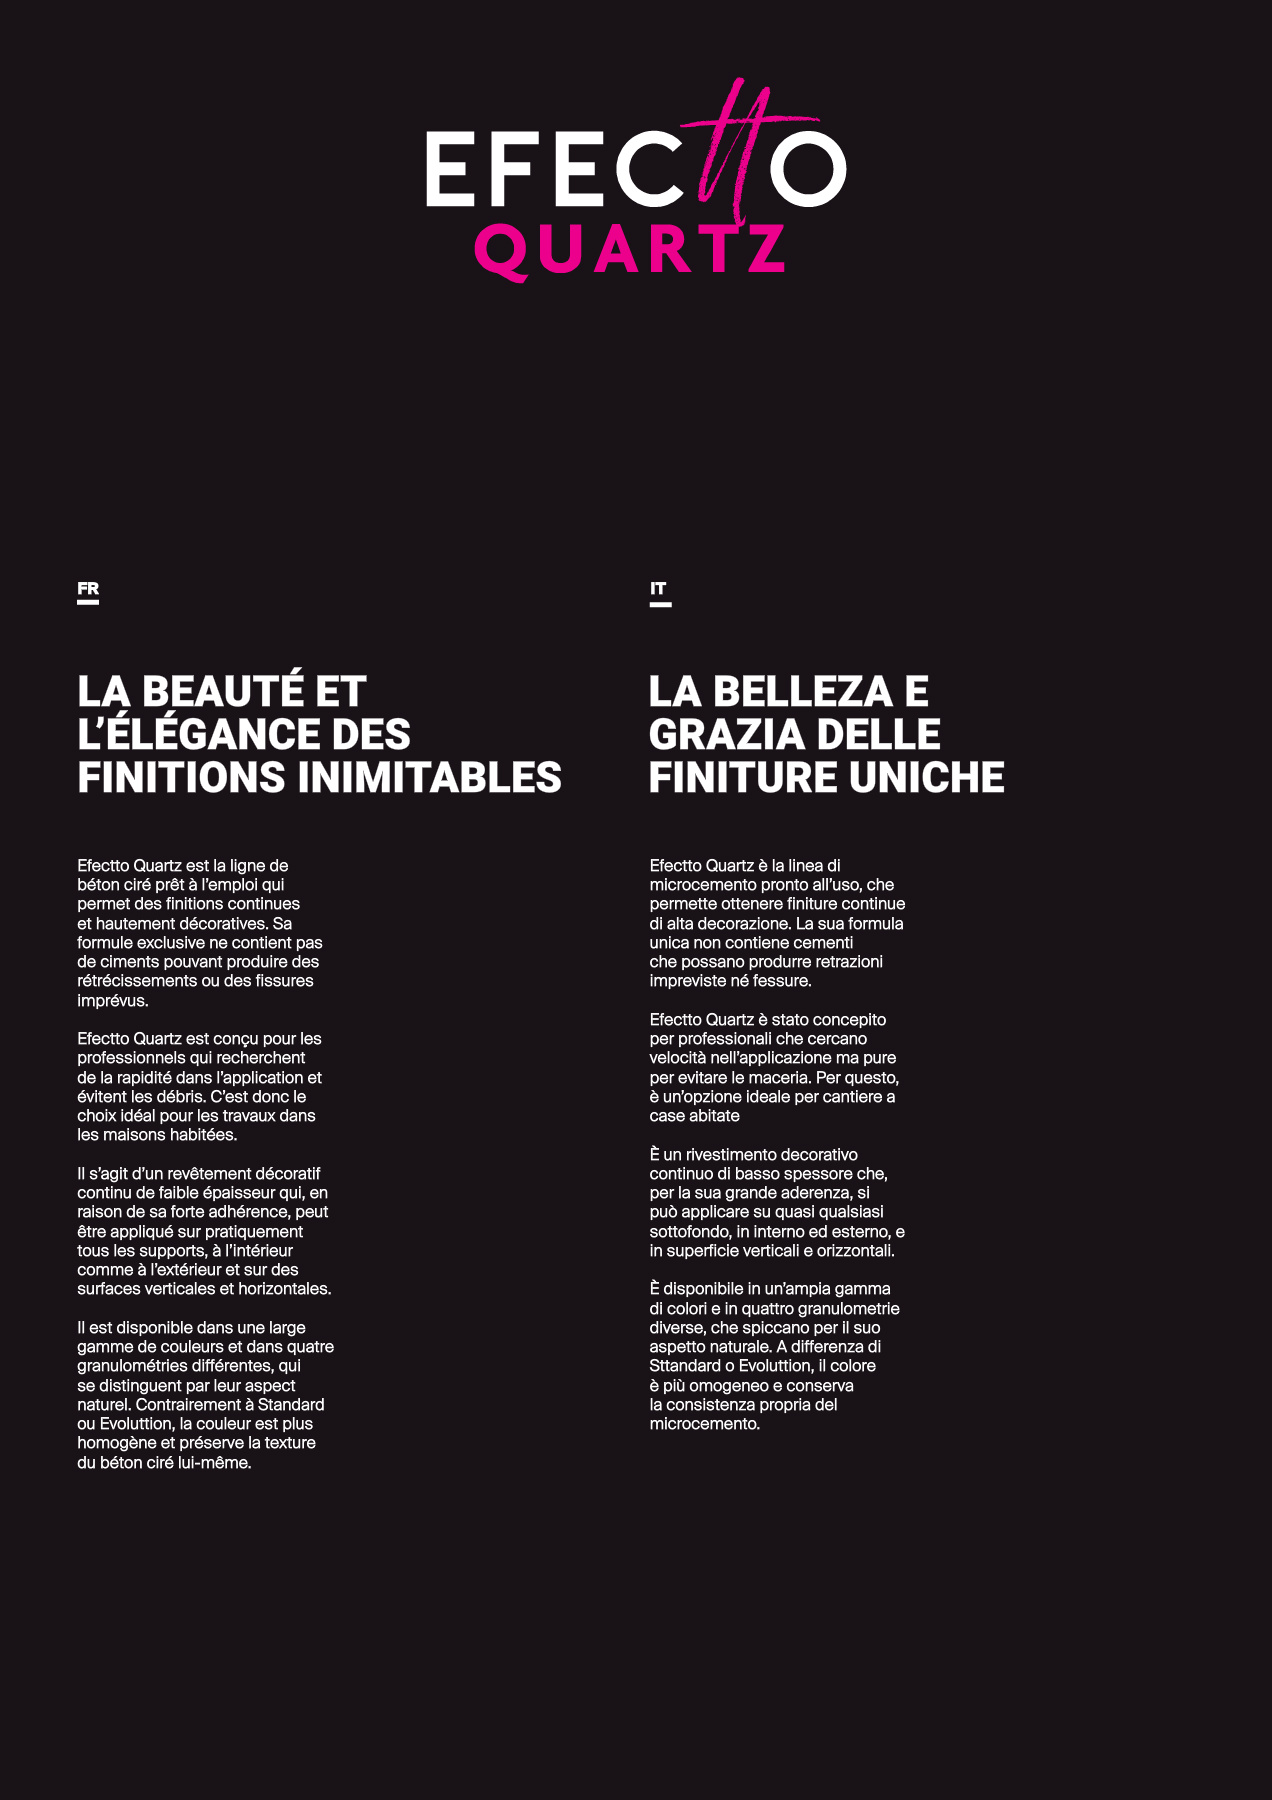 EFECTTO
QUARTZ
FR
LA BEAUTÉ ET
L’ÉLÉGANCE DES
FINITIONS INIMITABLES
Efectto Quartz est la ligne de
béton ciré prêt à l’emploi qui
permet des finitions continues
et hautement décoratives. Sa
formule exclusive ne contient pas
de ciments pouvant produire des
rétrécissements ou des fissures
imprévus.
Efectto Quartz est conçu pour les
professionnels qui recherchent
de la rapidité dans l’application et
évitent les débris. C’est donc le
choix idéal pour les travaux dans
les maisons habitées.
Il s’agit d’un revêtement décoratif
continu de faible épaisseur qui, en
raison de sa forte adhérence, peut
être appliqué sur pratiquement
tous les supports, à l’intérieur
comme à l’extérieur et sur des
surfaces verticales et horizontales.
Il est disponible dans une large
gamme de couleurs et dans quatre
granulométries différentes, qui
se distinguent par leur aspect
naturel. Contrairement à Standard
ou Evoluttion, la couleur est plus
homogène et préserve la texture
du béton ciré lui-même.
IT
LA BELLEZA E
GRAZIA DELLE
FINITURE UNICHE
Efectto Quartz è la linea di
microcemento pronto all’uso, che
permette ottenere finiture continue
di alta decorazione. La sua formula
unica non contiene cementi
che possano produrre retrazioni
impreviste né fessure.
Efectto Quartz è stato concepito
per professionali che cercano
velocità nell’applicazione ma pure
per evitare le maceria. Per questo,
è un’opzione ideale per cantiere a
case abitate
È un rivestimento decorativo
continuo di basso spessore che,
per la sua grande aderenza, si
può applicare su quasi qualsiasi
sottofondo, in interno ed esterno, e
in superficie verticali e orizzontali.
È disponibile in un’ampia gamma
di colori e in quattro granulometrie
diverse, che spiccano per il suo
aspetto naturale. A differenza di
Sttandard o Evoluttion, il colore
è più omogeneo e conserva
la consistenza propria del
microcemento.